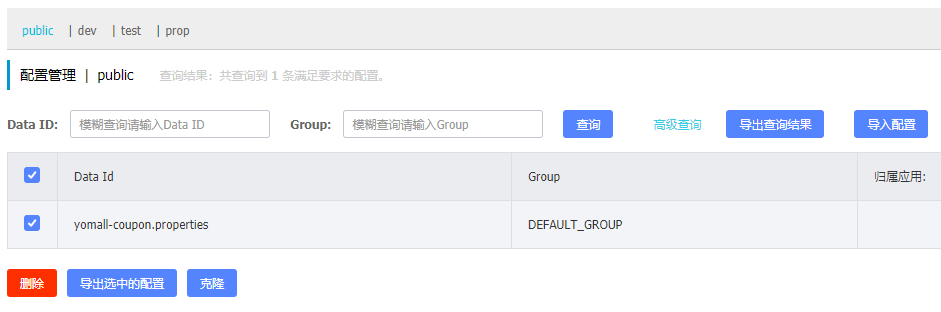 public | dev | test | prop
配置管理 | public 查询结果：共查询到 1 条满足要求的配置。
Data ID: 模糊查询请输入Data ID Group: 模糊查询请输入Group 查询 高级查询 导出查询结果 导入配置
Data Id Group 归属应用:
yomall-coupon.properties DEFAULT_GROUP
删除 导出选中的配置 克隆